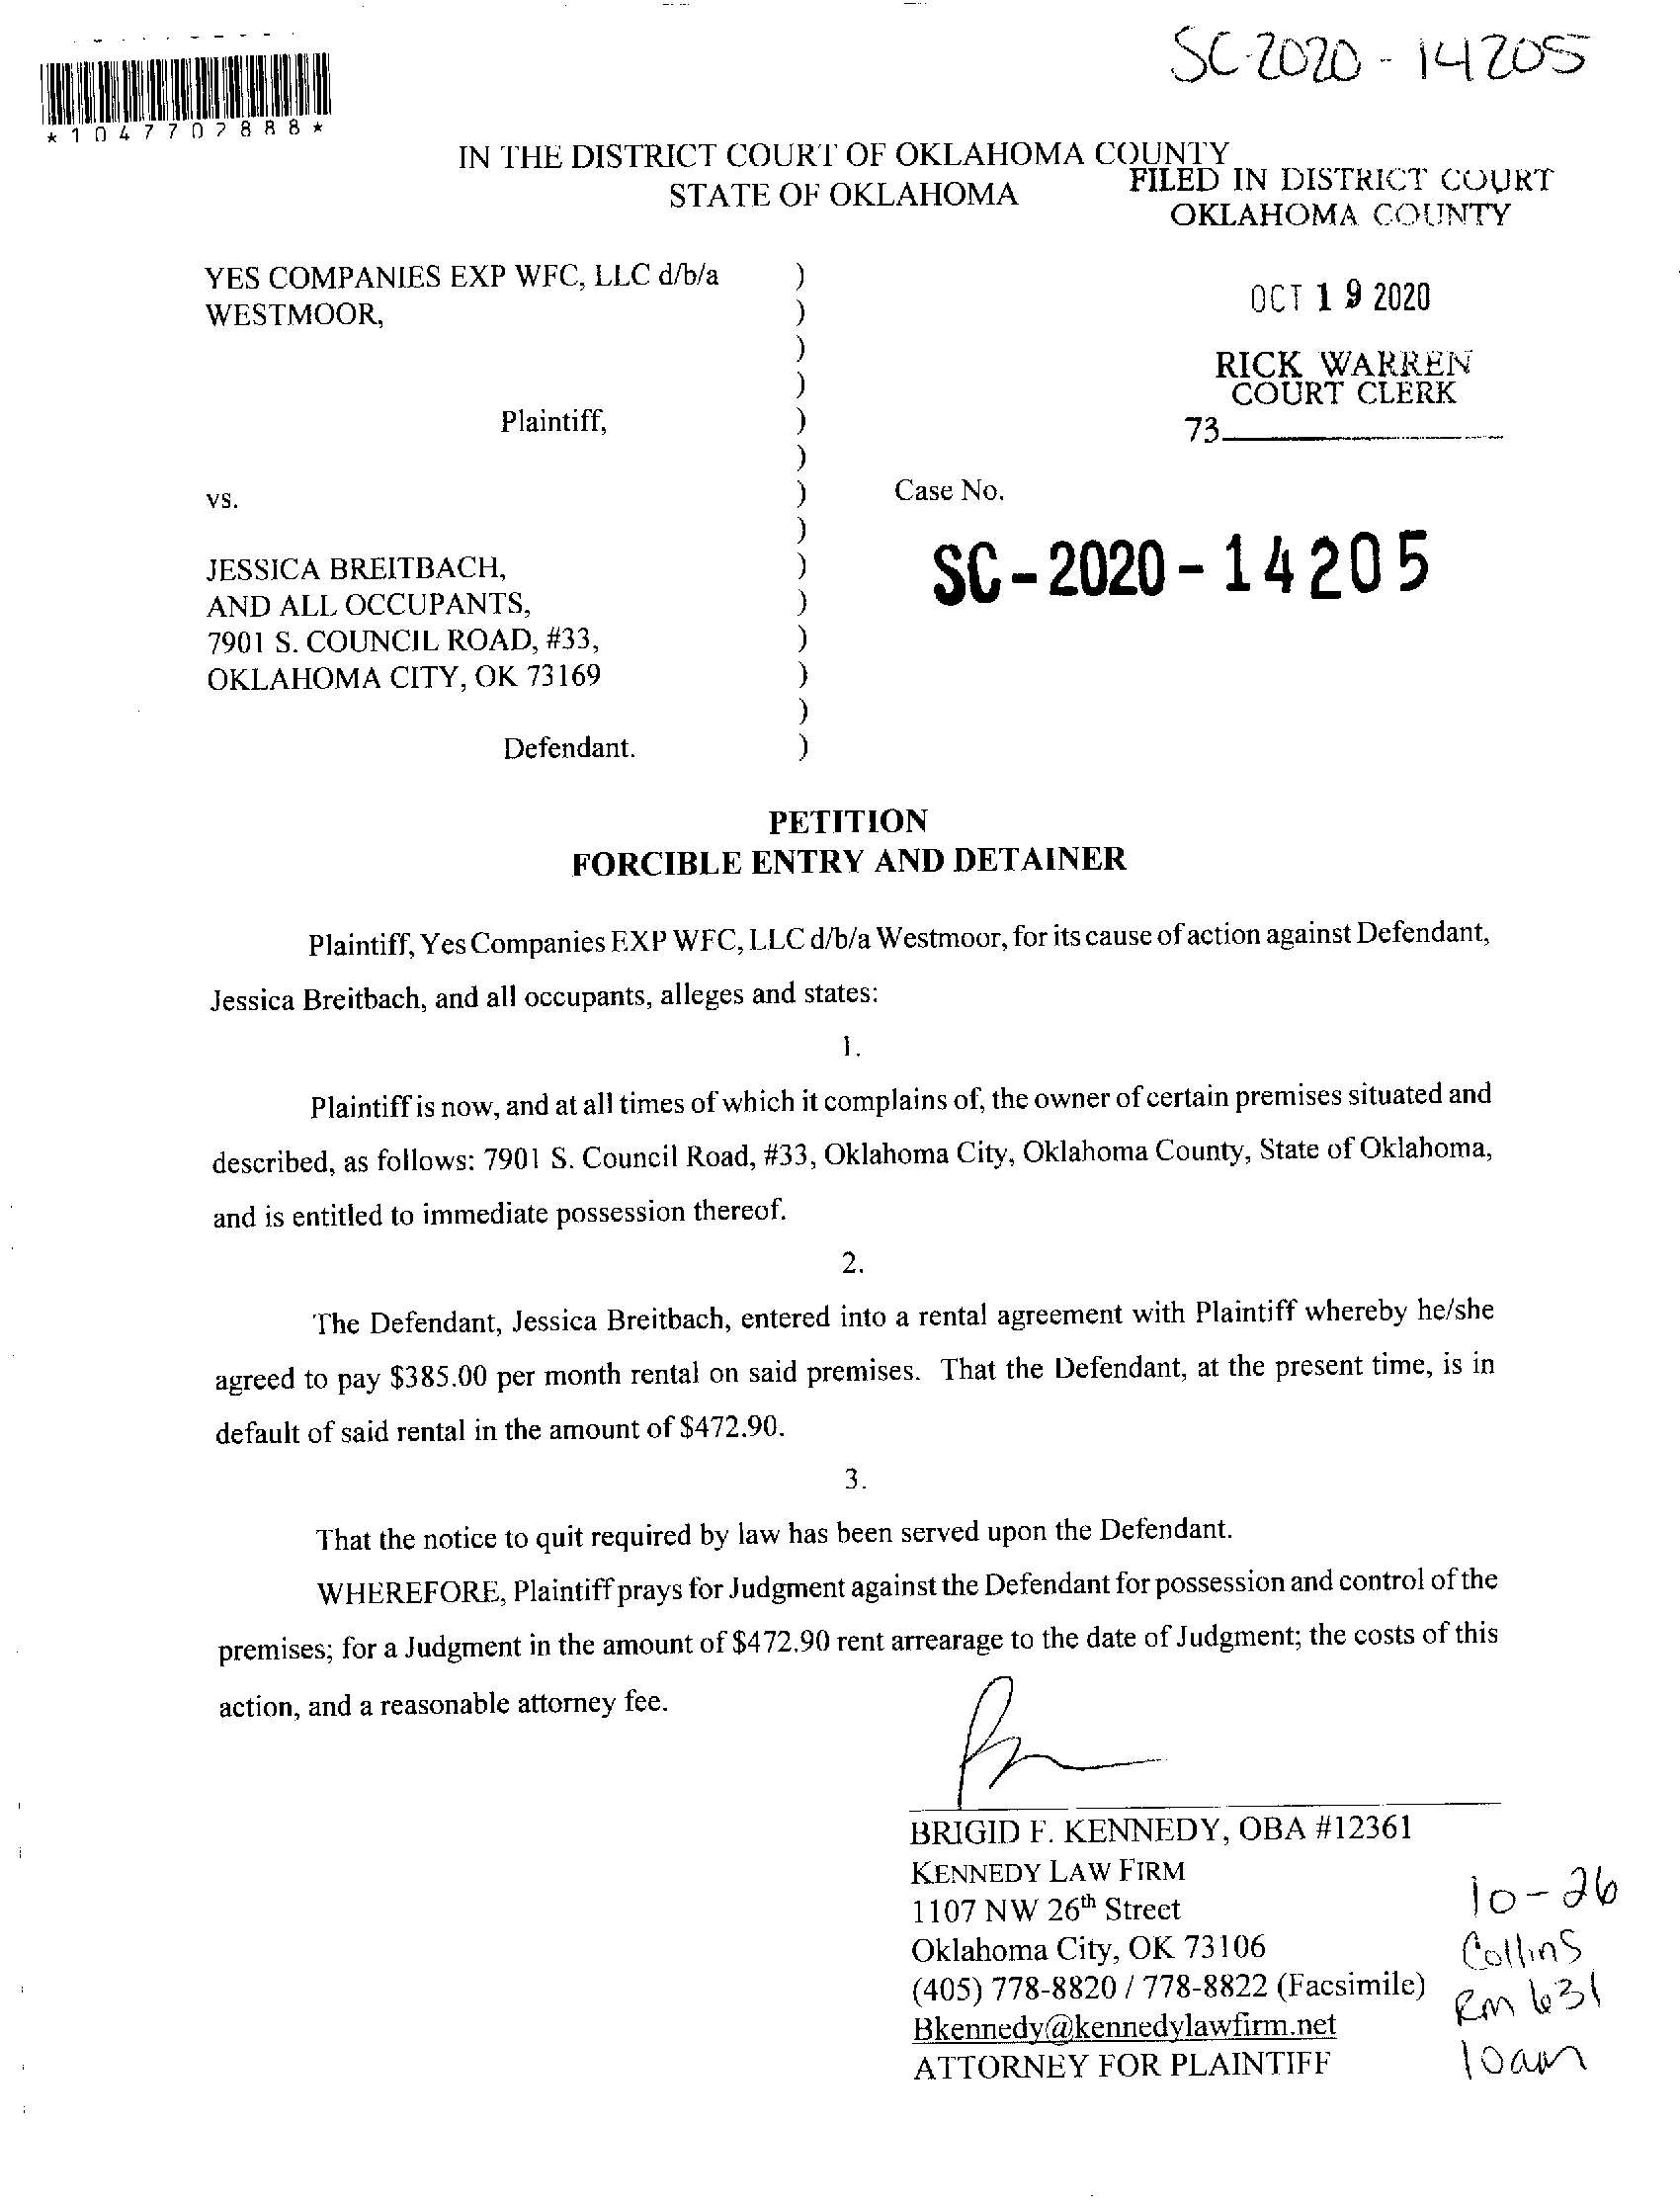 SC-2020-14205
*1047702888*
IN THE DISTRICT COURT OF OKLAHOMA COUNTY
STATE OF OKLAHOMA
FILED IN DISTRICT COURT
OKLAHOMA COUNTY
YES COMPANIES EXP WFC, LLC d/b/a )
WESTMOOR, )
OCT 19 2020
)
RICK WARREN
)
COURT CLERK
Plaintiff, )
73
)
vs. ) Case No.
)
JESSICA BREITBACH, ) SC-2020-14205
AND ALL OCCUPANTS, )
7901 S. COUNCIL ROAD, #33, )
OKLAHOMA CITY, OK 73169 )
)
Defendant. )
PETITION
FORCIBLE ENTRY AND DETAINER
Plaintiff, Yes Companies EXP WFC, LLC d/b/a Westmoor, for its cause of action against Defendant,
Jessica Breitbach, and all occupants, alleges and states:
1.
Plaintiff is now, and at all times of which it complains of, the owner of certain premises situated and
described, as follows: 7901 S. Council Road, #33, Oklahoma City, Oklahoma County, State of Oklahoma,
and is entitled to immediate possession thereof.
2.
The Defendant, Jessica Breitbach, entered into a rental agreement with Plaintiff whereby he/she
agreed to pay $385.00 per month rental on said premises. That the Defendant, at the present time, is in
default of said rental in the amount of $472.90.
3.
That the notice to quit required by law has been served upon the Defendant.
WHEREFORE, Plaintiff prays for Judgment against the Defendant for possession and control of the
premises; for a Judgment in the amount of $472.90 rent arrearage to the date of Judgment; the costs of this
action, and a reasonable attorney fee.
BRIGID F. KENNEDY, OBA #12361
KENNEDY LAW FIRM
1107 NW 26th Street
Oklahoma City, OK 73106
(405) 778-8820 / 778-8822 (Facsimile)
Bkennedy@kennedylawfirm.net
ATTORNEY FOR PLAINTIFF
10-26
Collins
Rm 631
10am